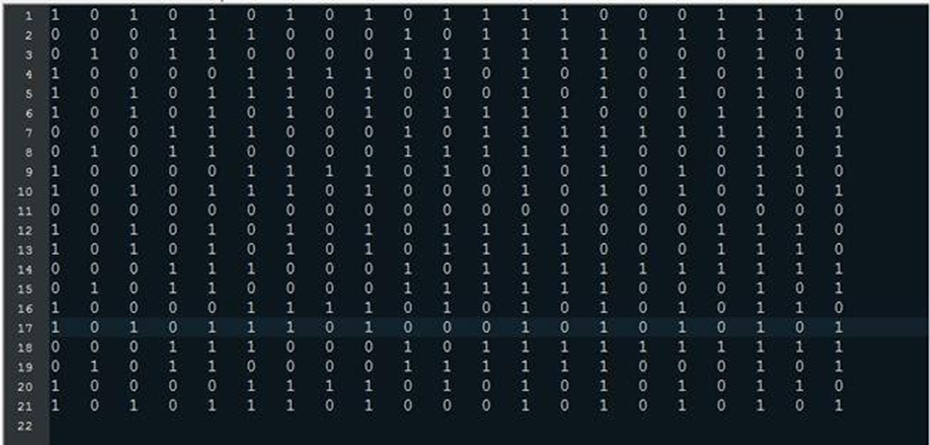 1 1 0 1 0 1 0 1 0 1 0 1 1 1 1 0 0 0 1 1 1 0
2 0 0 0 1 1 1 0 0 0 1 0 1 1 1 1 1 1 1 1 1 1
3 0 1 0 1 1 0 0 0 0 1 1 1 1 1 1 0 0 0 1 0 1
4 1 0 0 0 0 1 1 1 1 0 1 0 1 0 1 0 1 0 1 1 0
5 1 0 1 0 1 1 1 0 1 0 0 0 1 0 1 0 1 0 1 0 1
6 1 0 1 0 1 0 1 0 1 0 1 1 1 1 0 0 0 1 1 1 0
7 0 0 0 1 1 1 0 0 0 1 0 1 1 1 1 1 1 1 1 1 1
8 0 1 0 1 1 0 0 0 0 1 1 1 1 1 1 0 0 0 1 0 1
9 1 0 0 0 0 1 1 1 1 0 1 0 1 0 1 0 1 0 1 1 0
10 1 0 1 0 1 1 1 0 1 0 0 0 1 0 1 0 1 0 1 0 1
11 0 0 0 0 0 0 0 0 0 0 0 0 0 0 0 0 0 0 0 0 0
12 1 0 1 0 1 0 1 0 1 0 1 1 1 1 0 0 0 1 1 1 0
13 1 0 1 0 1 0 1 0 1 0 1 1 1 1 0 0 0 1 1 1 0
14 0 0 0 1 1 1 0 0 0 1 0 1 1 1 1 1 1 1 1 1 1
15 0 1 0 1 1 0 0 0 0 1 1 1 1 1 1 0 0 0 1 0 1
16 1 0 0 0 0 1 1 1 1 0 1 0 1 0 1 0 1 0 1 1 0
17 1 0 1 0 1 1 1 0 1 0 0 0 1 0 1 0 1 0 1 0 1
18 0 0 0 1 1 1 0 0 0 1 0 1 1 1 1 1 1 1 1 1 1
19 0 1 0 1 1 0 0 0 0 1 1 1 1 1 1 0 0 0 1 0 1
20 1 0 0 0 0 1 1 1 1 0 1 0 1 0 1 0 1 0 1 1 0
21 1 0 1 0 1 1 1 0 1 0 0 0 1 0 1 0 1 0 1 0 1
22